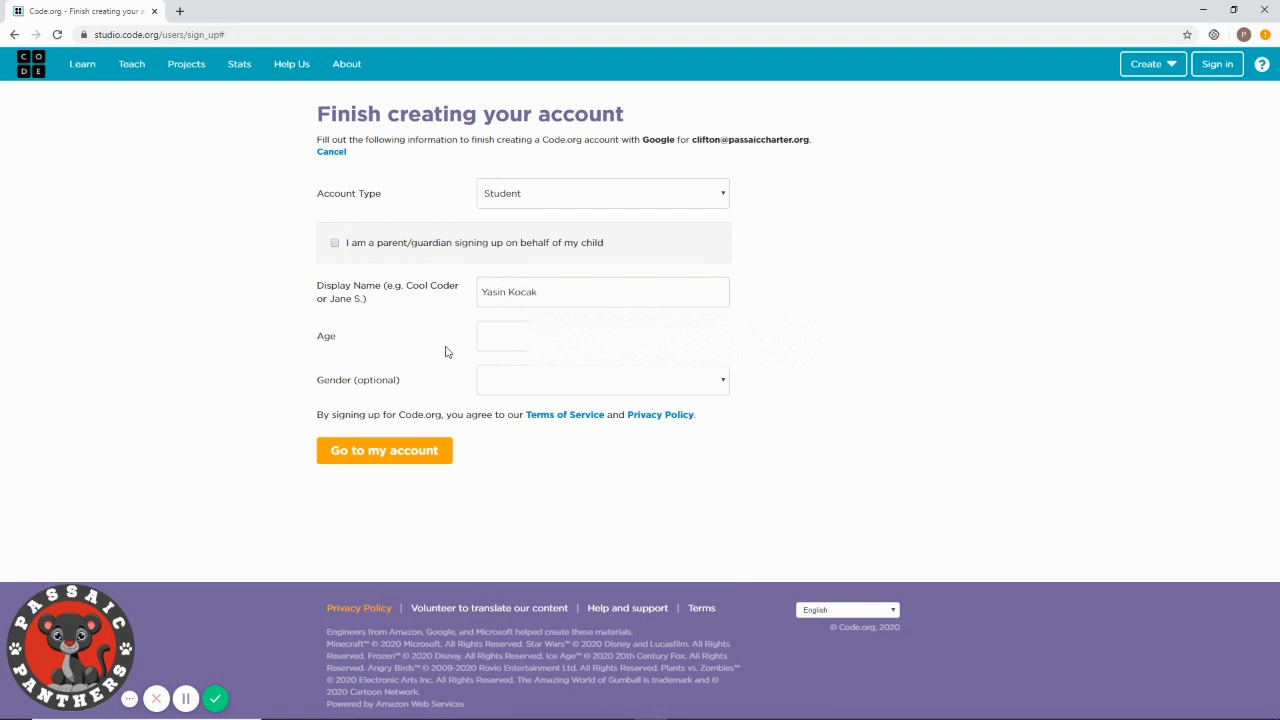 Code.org - Finish creating your a
studio.code.org/users/sign_up#
P
CODE
Learn
Teach
Projects
Stats
Help Us
About
Create
Sign in
?
Finish creating your account
Fill out the following information to finish creating a Code.org account with Google for clifton@passaiccharter.org.
Cancel
Account Type
Student
I am a parent/guardian signing up on behalf of my child
Display Name (e.g. Cool Coder
or Jane S.)
Yasin Kocak
Age
Gender (optional)
By signing up for Code.org, you agree to our Terms of Service and Privacy Policy.
Go to my account
Privacy Policy | Volunteer to translate our content | Help and support | Terms
English
© Code.org, 2020
Engineers from Amazon, Google, and Microsoft helped create these materials.
Minecraft™ © 2020 Microsoft. All Rights Reserved. Star Wars™ © 2020 Disney and Lucasfilm. All Rights
Reserved. Frozen™ © 2020 Disney. All Rights Reserved. Ice Age™ © 2020 20th Century Fox. All Rights
Reserved. Angry Birds™ © 2009-2020 Rovio Entertainment Ltd. All Rights Reserved. Plants vs. Zombies™
© 2020 Electronic Arts Inc. All Rights Reserved. The Amazing World of Gumball is trademark and ©
2020 Cartoon Network.
Powered by Amazon Web Services
PASSAI